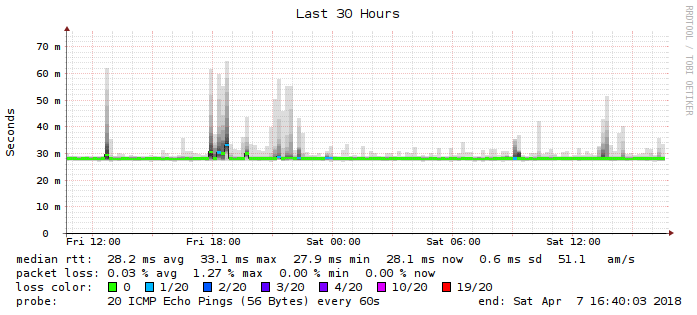 Last 30 Hours
RRDTOOL / TOBI OETIKER
Seconds
70 m
60 m
50 m
40 m
30 m
20 m
10 m
0
Fri 12:00 Fri 18:00 Sat 00:00 Sat 06:00 Sat 12:00
median rtt: 28.2 ms avg 33.1 ms max 27.9 ms min 28.1 ms now 0.6 ms sd 51.1 am/s
packet loss: 0.03 % avg 1.27 % max 0.00 % min 0.00 % now
loss color: 0 1/20 2/20 3/20 4/20 10/20 19/20
probe: 20 ICMP Echo Pings (56 Bytes) every 60s end: Sat Apr 7 16:40:03 2018